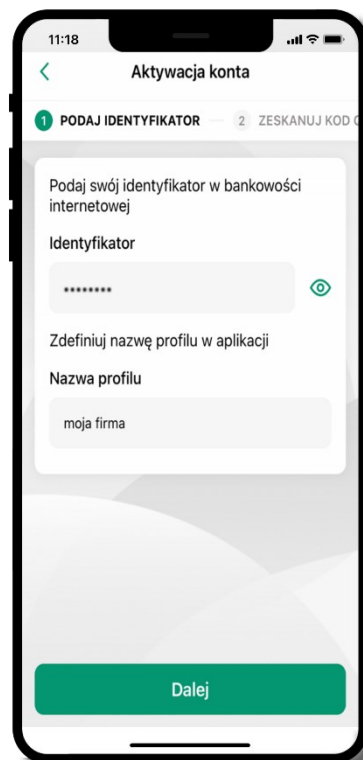 11:18
Aktywacja konta
1 PODAJ IDENTYFIKATOR 2 ZESKANUJ KOD
Podaj swój identyfikator w bankowości
internetowej
Identyfikator
••••••••
Zdefiniuj nazwę profilu w aplikacji
Nazwa profilu
moja firma
Dalej